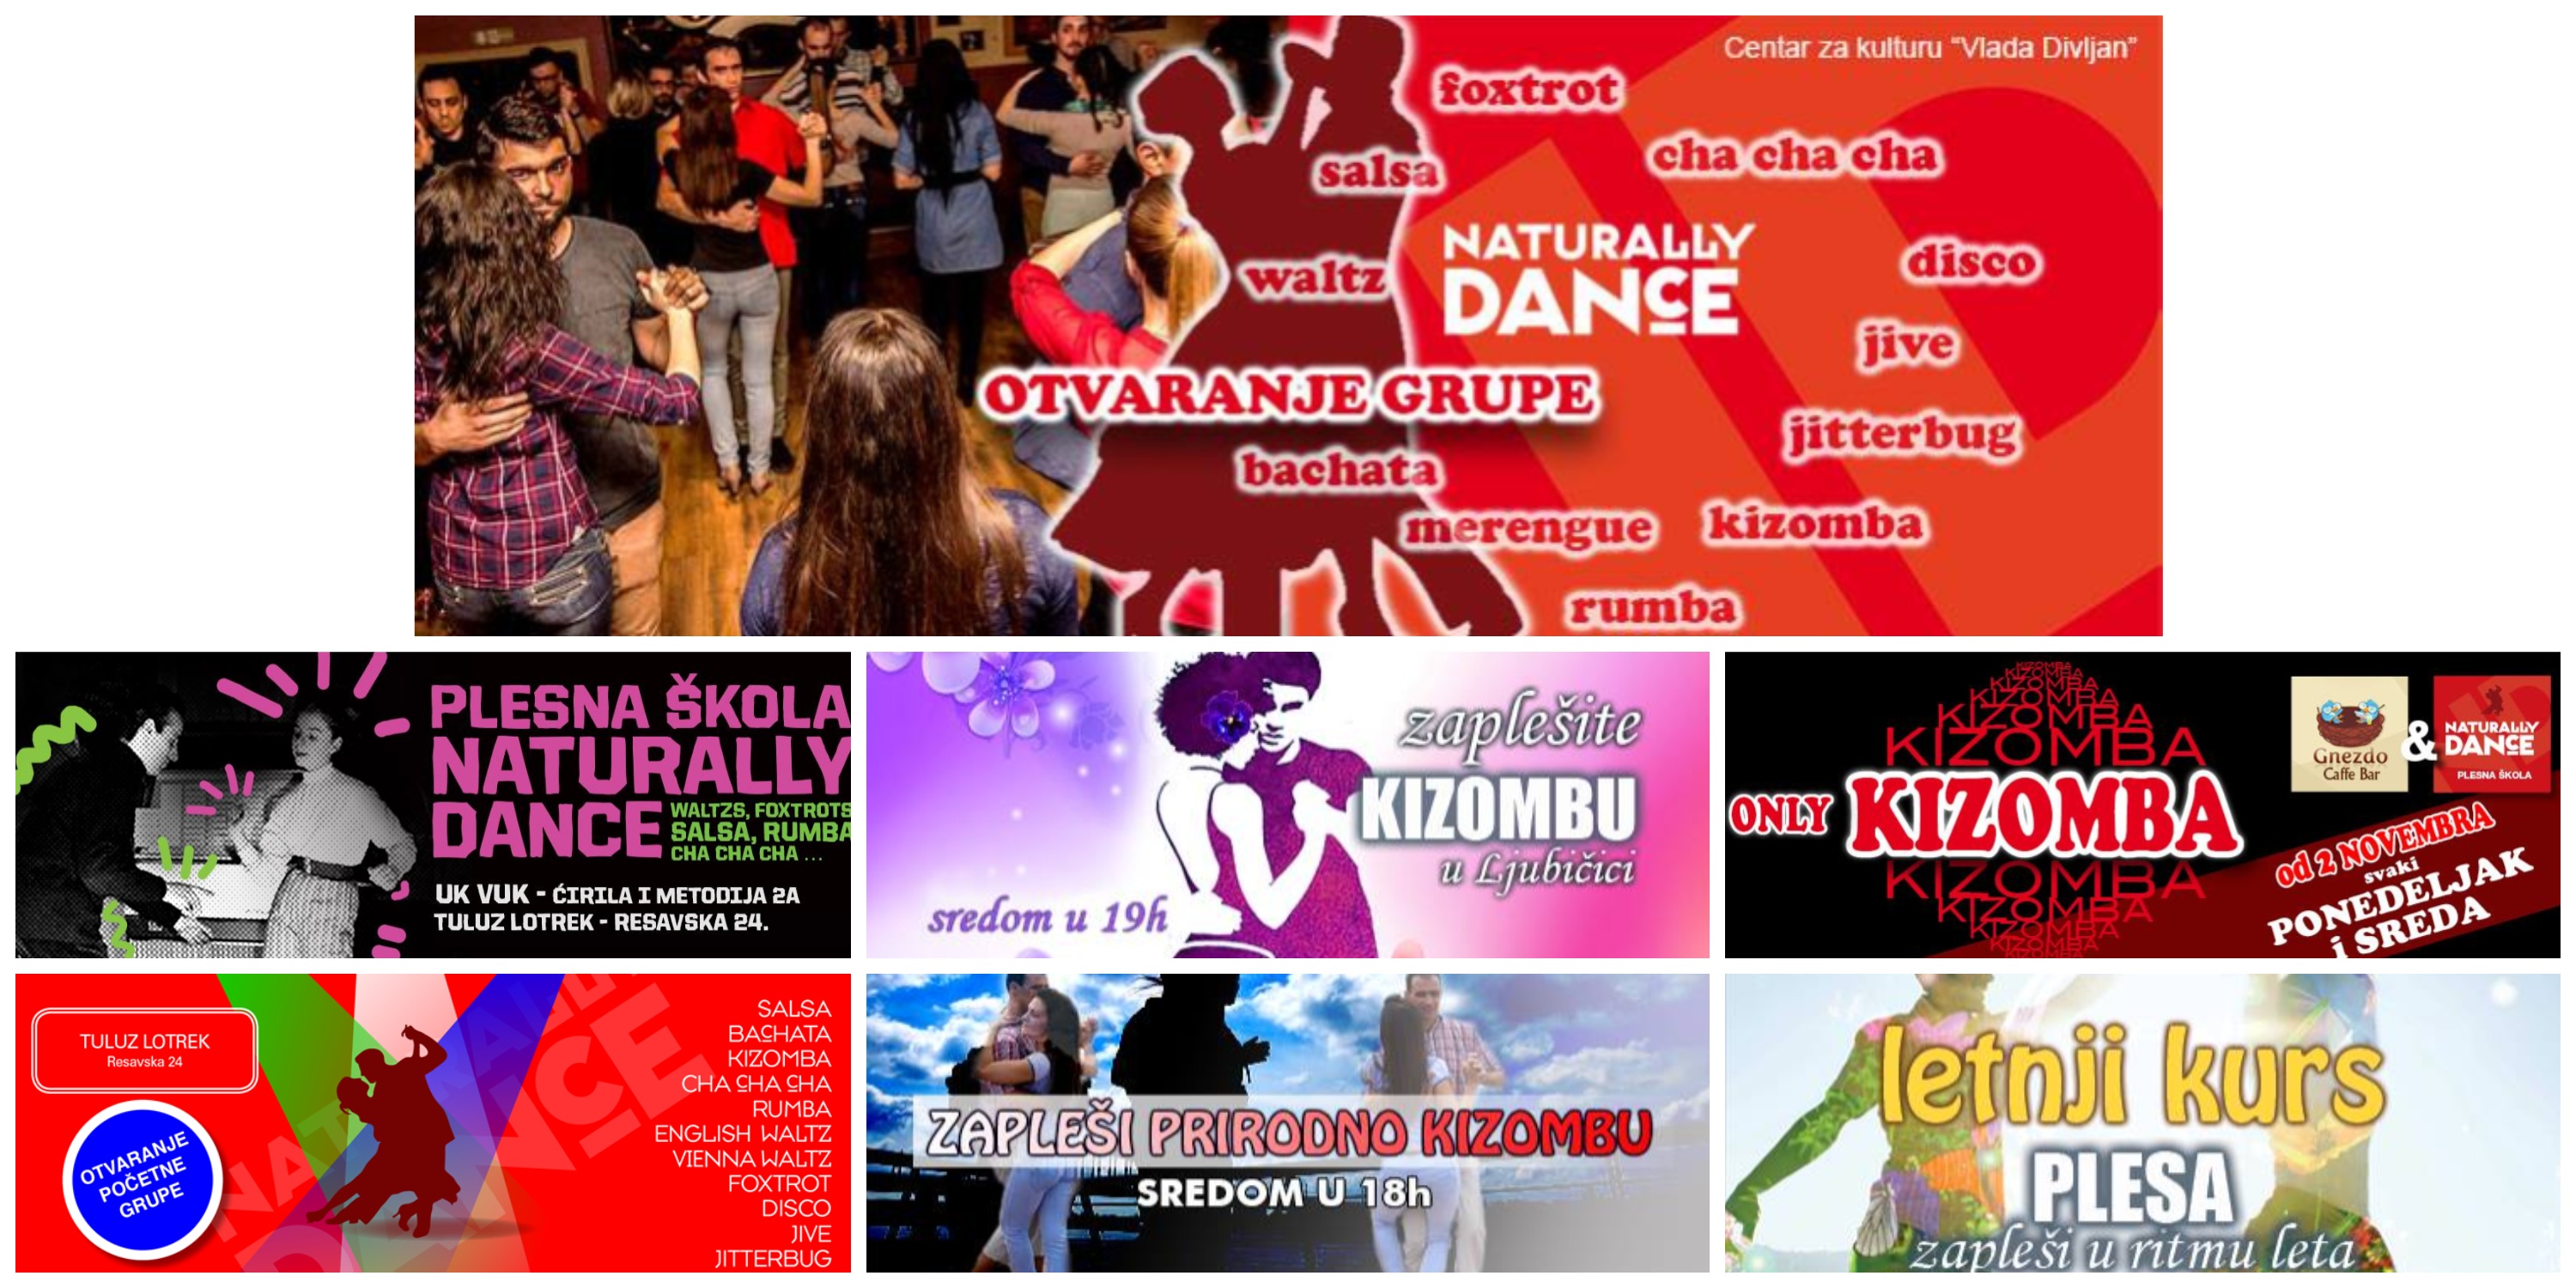 Centar za kulturu "Vlada Divljan"
foxtrot
cha cha cha
salsa
NATURALLY
DANCE
disco
waltz
jive
OTVARANJE GRUPE
jitterbug
bachata
merengue
kizomba
rumba
PLESNA ŠKOLA
NATURALLY
DANCE
WALTZS, FOXTROTS
SALSA, RUMBA
CHA CHA CHA ...
UK VUK - ĆIRILA I METODIJA 2A
TULUZ LOTREK - RESAVSKA 24.
zaplešite
KIZOMBU
u Ljubičici
sredom u 19h
KIZOMBA
KIZOMBA
KIZOMBA
KIZOMBA
KIZOMBA
KIZOMBA
ONLY KIZOMBA
KIZOMBA
KIZOMBA
KIZOMBA
KIZOMBA
KIZOMBA
Gnezdo
Caffe Bar
&
NATURALLY
DANCE
PLESNA ŠKOLA
od 2 NOVEMBRA
svaki
PONEDELJAK
i SREDA
TULUZ LOTREK
Resavska 24
OTVARANJE
POČETNE
GRUPE
SALSA
BACHATA
KIZOMBA
CHA CHA CHA
RUMBA
ENGLISH WALTZ
VIENNA WALTZ
FOXTROT
DISCO
JIVE
JITTERBUG
ZAPLEŠI PRIRODNO KIZOMBU
SREDOM U 18h
letnji kurs
PLESA
zapleši u ritmu leta